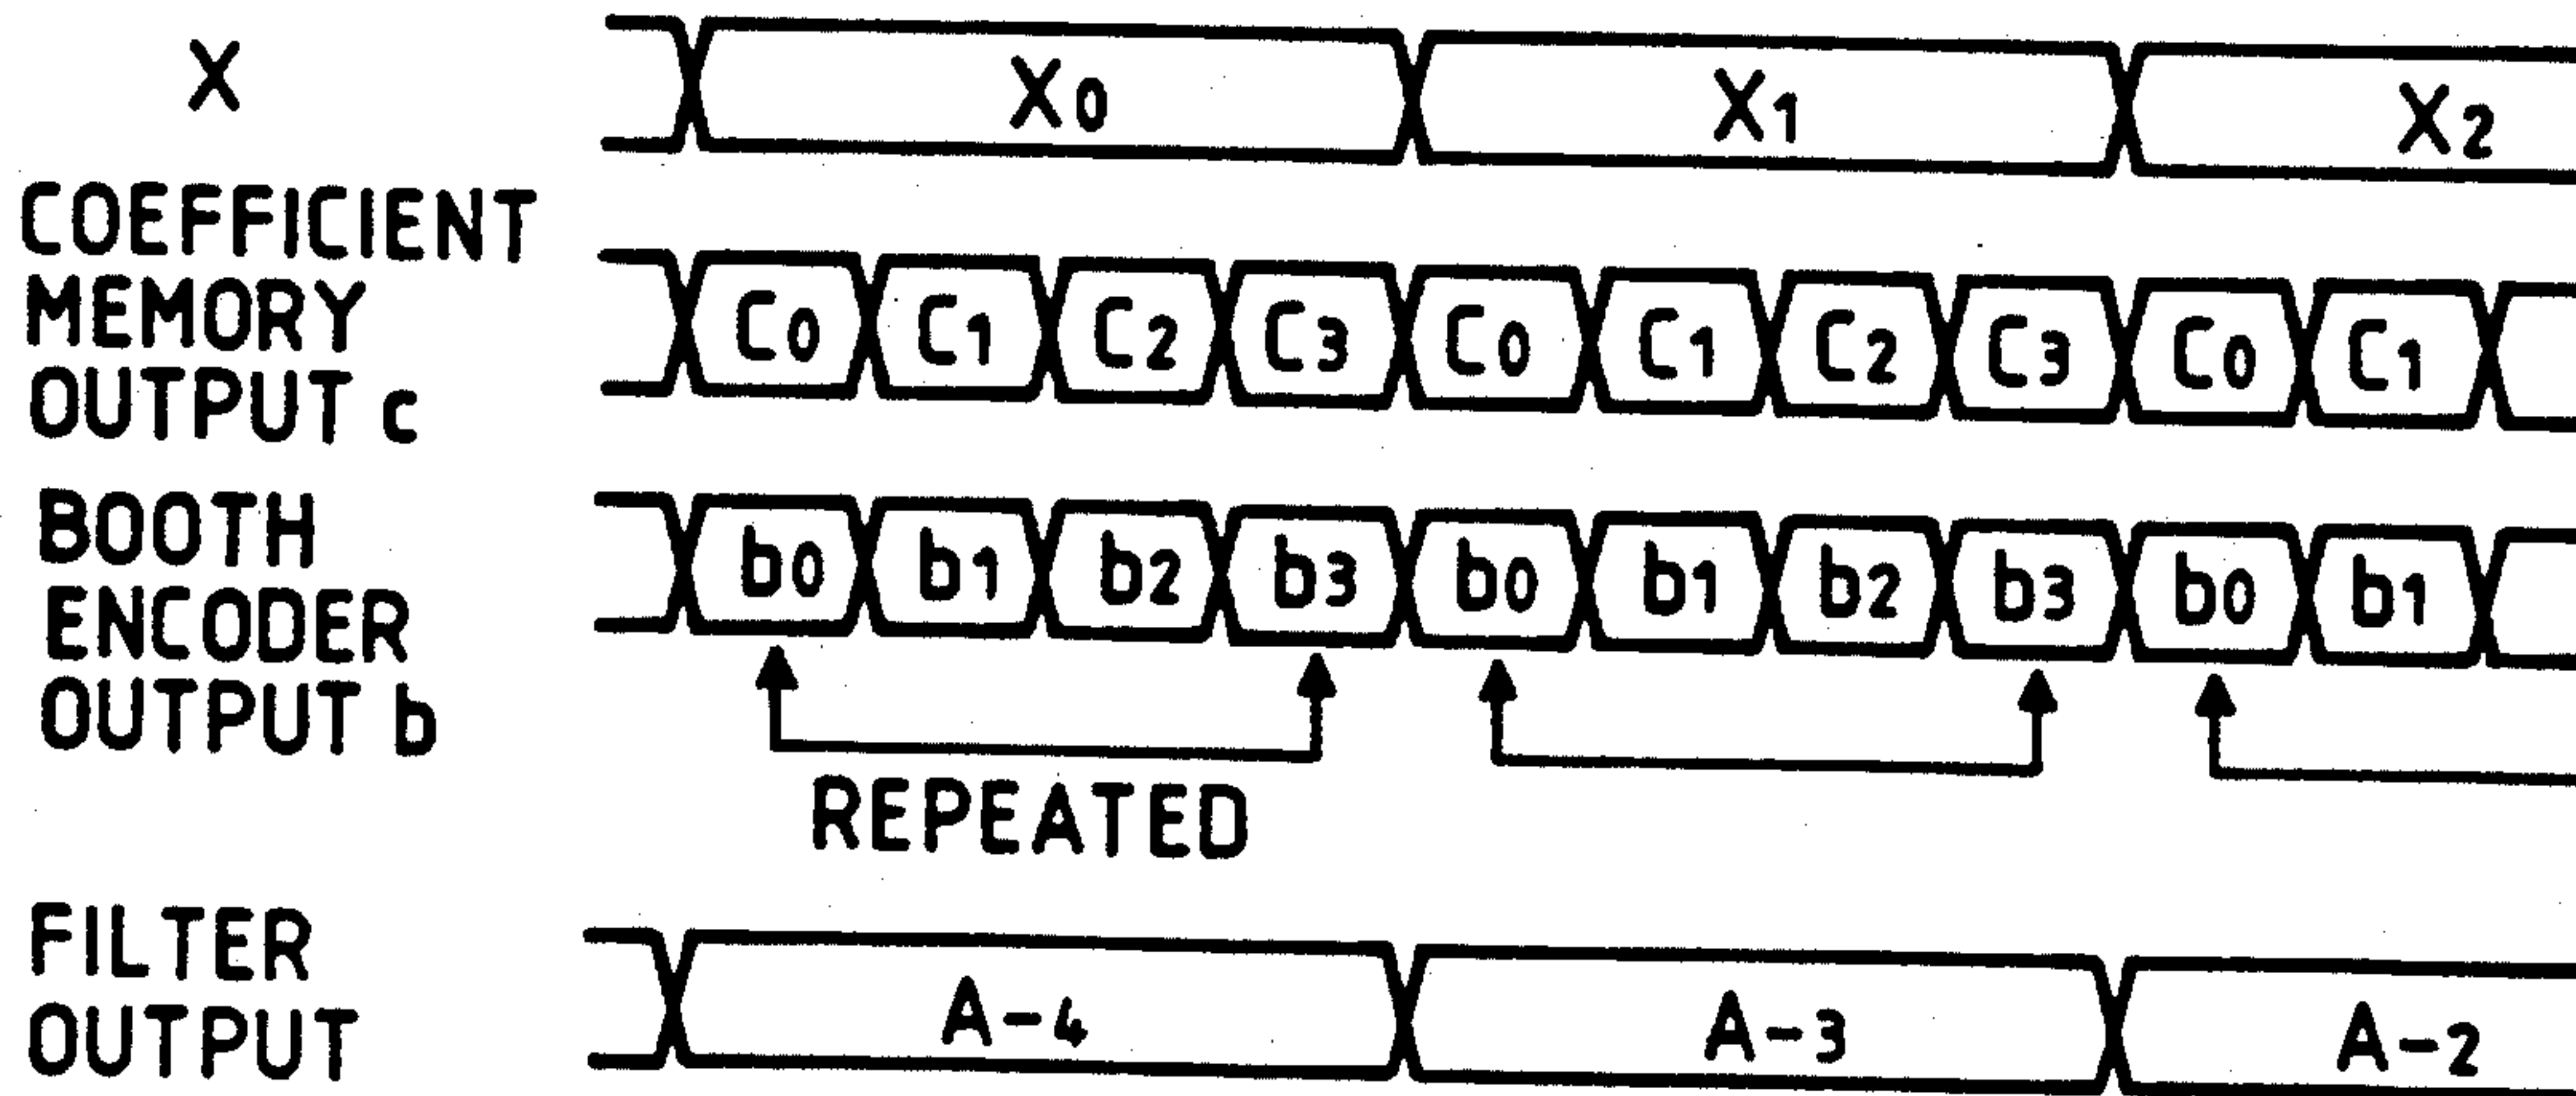 X X0 X1 X2
COEFFICIENT
MEMORY
OUTPUT c
C0 C1 C2 C3 C0 C1 C2 C3 C0 C1
BOOTH
ENCODER
OUTPUT b
b0 b1 b2 b3 b0 b1 b2 b3 b0 b1
REPEATED
FILTER
OUTPUT
A-4 A-3 A-2